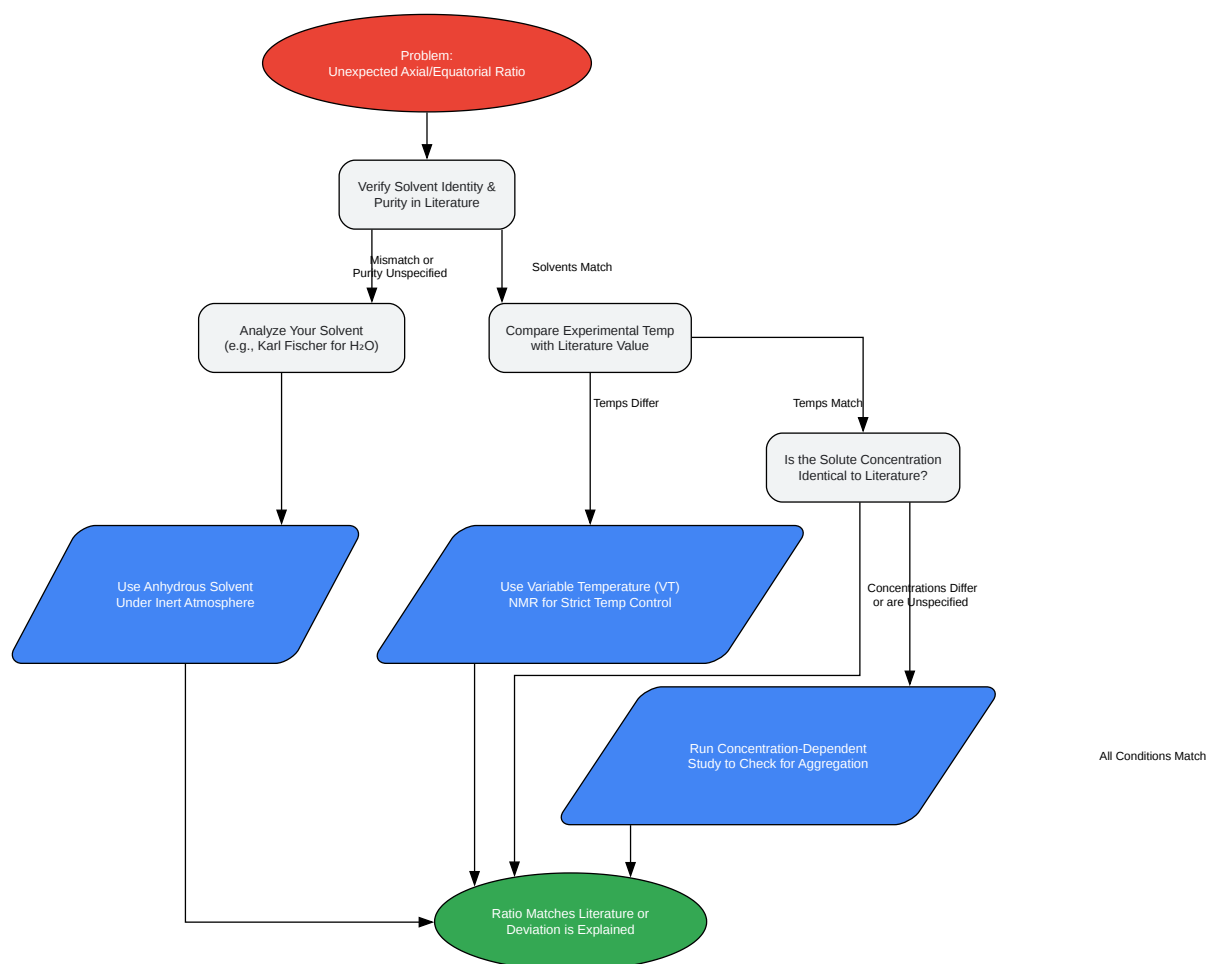 Problem:
Unexpected Axial/Equatorial Ratio
Verify Solvent Identity &
Purity in Literature
Mismatch or
Purity Unspecified
Solvents Match
Analyze Your Solvent
(e.g., Karl Fischer for H₂O)
Compare Experimental Temp
with Literature Value
Temps Differ
Temps Match
Is the Solute Concentration
Identical to Literature?
Use Anhydrous Solvent
Under Inert Atmosphere
Use Variable Temperature (VT)
NMR for Strict Temp Control
Concentrations Differ
or are Unspecified
Run Concentration-Dependent
Study to Check for Aggregation
All Conditions Match
Ratio Matches Literature or
Deviation is Explained